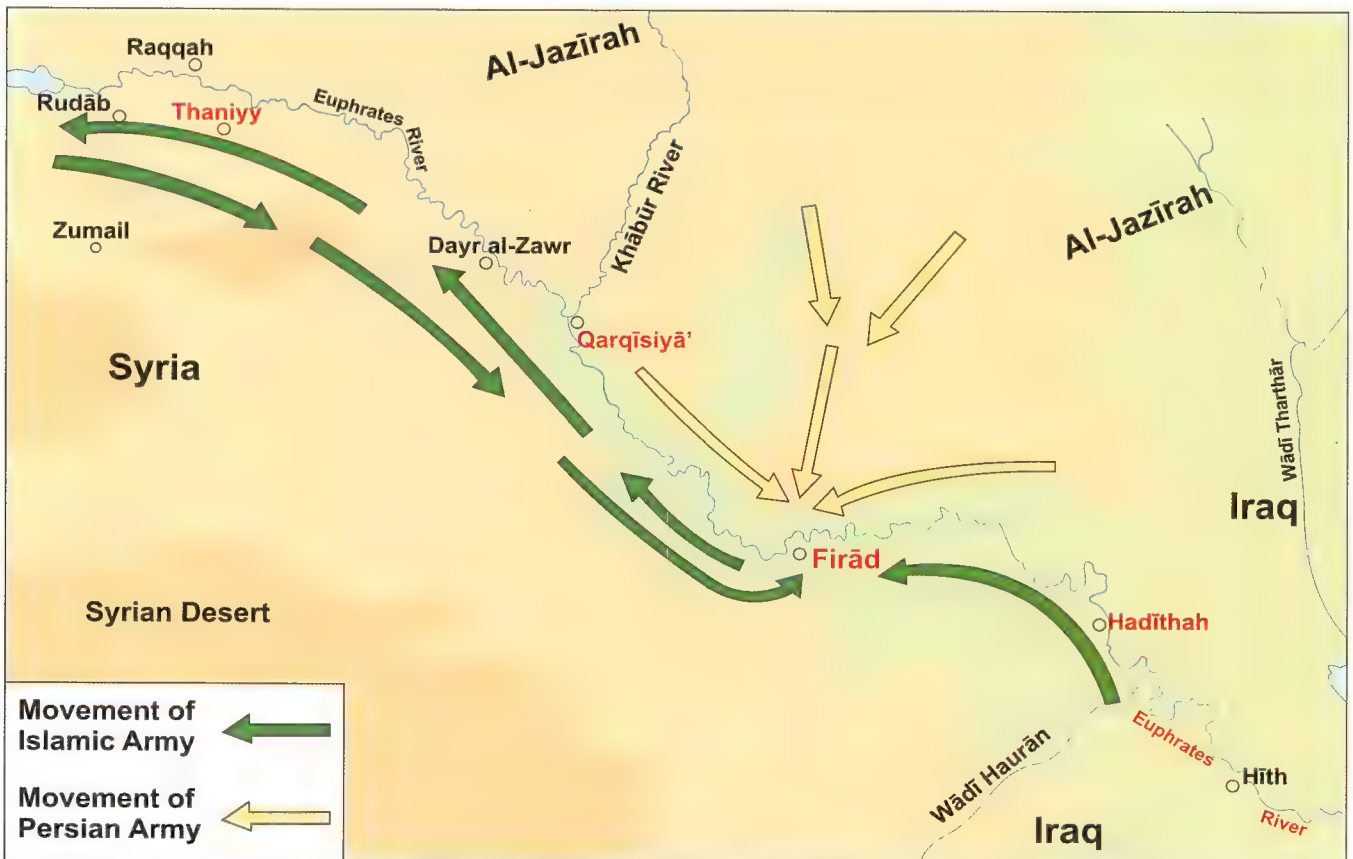 Raqqah
Al-Jazīrah
Rudāb
Thaniyy
Euphrates River
Khābūr River
Al-Jazīrah
Zumail
Dayr al-Zawr
Qarqīsiyā’
Syria
Wādī Tharthār
Iraq
Firād
Syrian Desert
Hadīthah
Movement of
Islamic Army
Euphrates
River
Wādī Haurān
Hīth
Movement of
Persian Army
Iraq